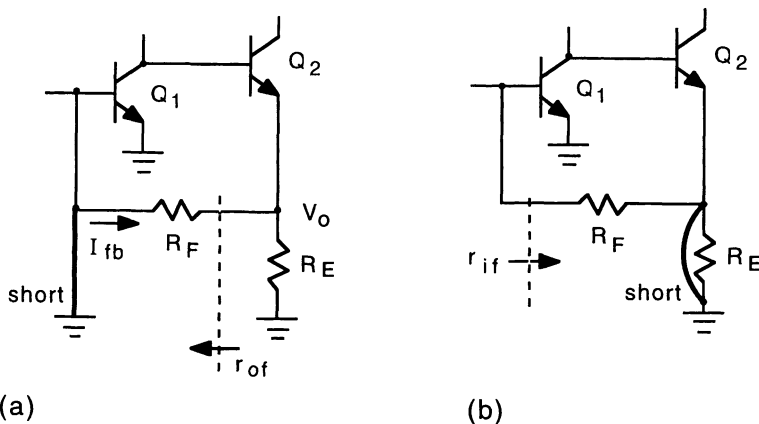 Q1
Q2
Ifb
RF
Vo
RE
short
rof
(a)
Q1
Q2
RF
rif
RE
short
(b)